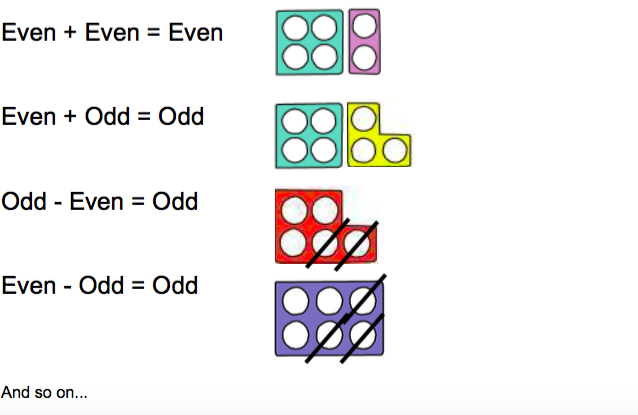 Even + Even = Even
Even + Odd = Odd
Odd - Even = Odd
Even - Odd = Odd
And so on...